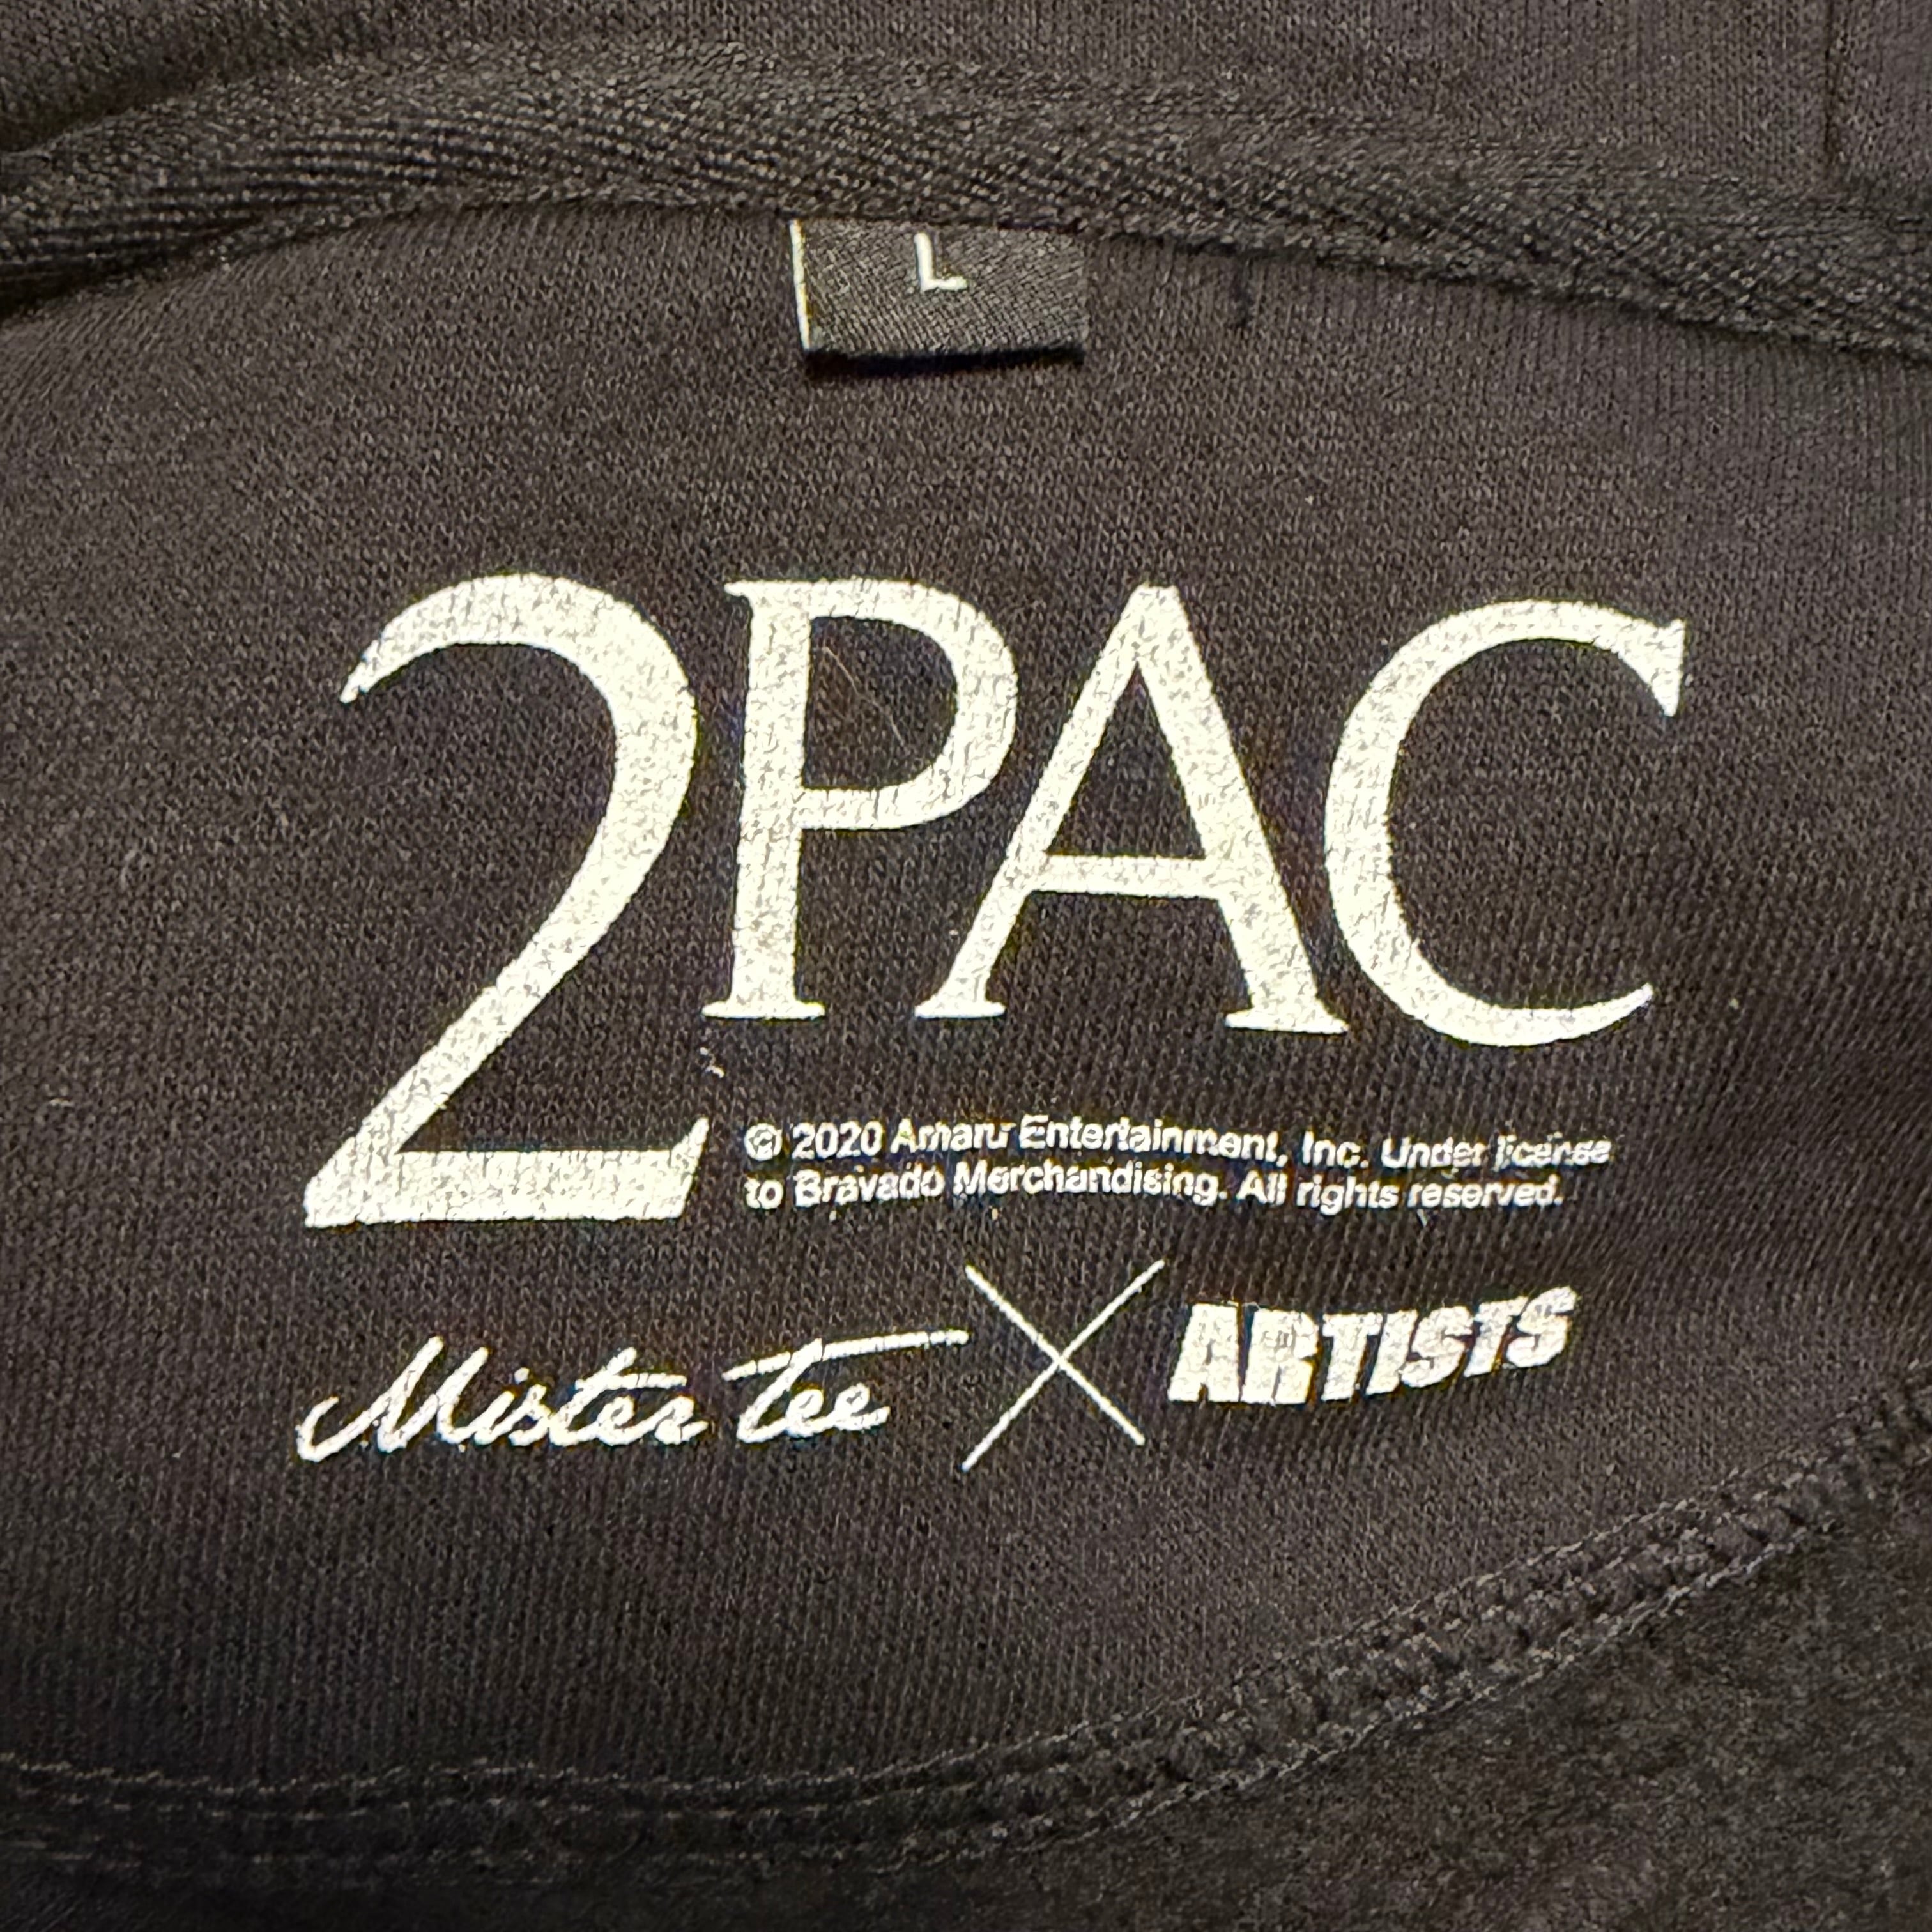 L
2PAC
© 2020 Amaru Entertainment, Inc. Under license
to Bravado Merchandising. All rights reserved.
Mister Tee X ARTISTS